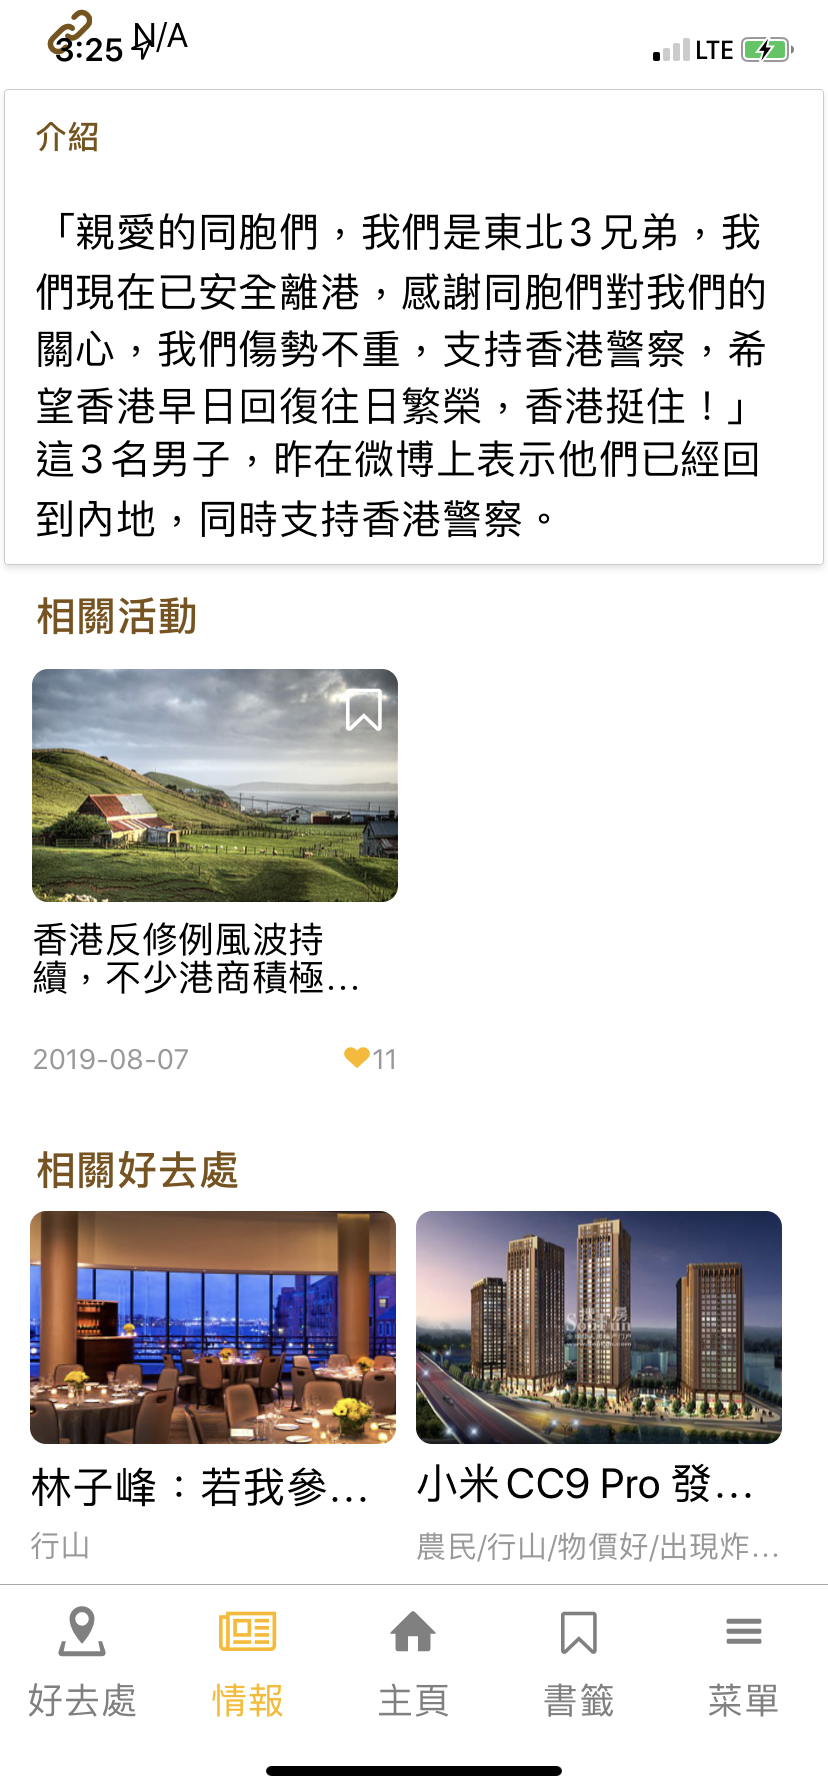 N/A
3:25
LTE
介紹
「親愛的同胞們，我們是東北3兄弟，我
們現在已安全離港，感謝同胞們對我們的
關心，我們傷勢不重，支持香港警察，希
望香港早日回復往日繁榮，香港挺住！」
這3名男子，昨在微博上表示他們已經回
到內地，同時支持香港警察。
相關活動
香港反修例風波持
續，不少港商積極...
2019-08-07
11
相關好去處
林子峰：若我參...
小米CC9 Pro 發...
行山
農民/行山/物價好/出現炸...
好去處
情報
主頁
書籤
菜單